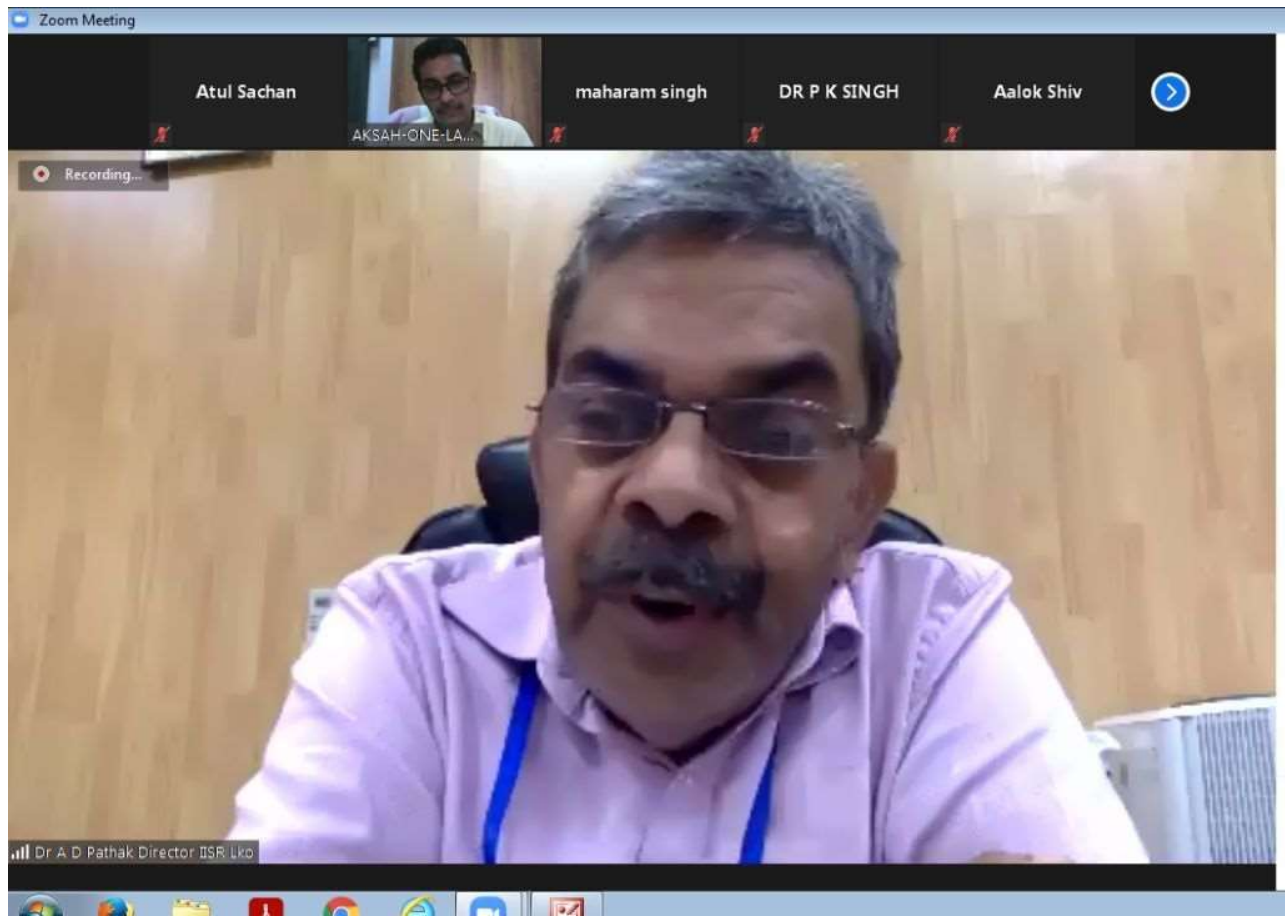 Zoom Meeting
Atul Sachan
AKSAH-ONE-LA...
maharam singh
DR P K SINGH
Aalok Shiv
Recording...
Dr A D Pathak Director IISR Lko